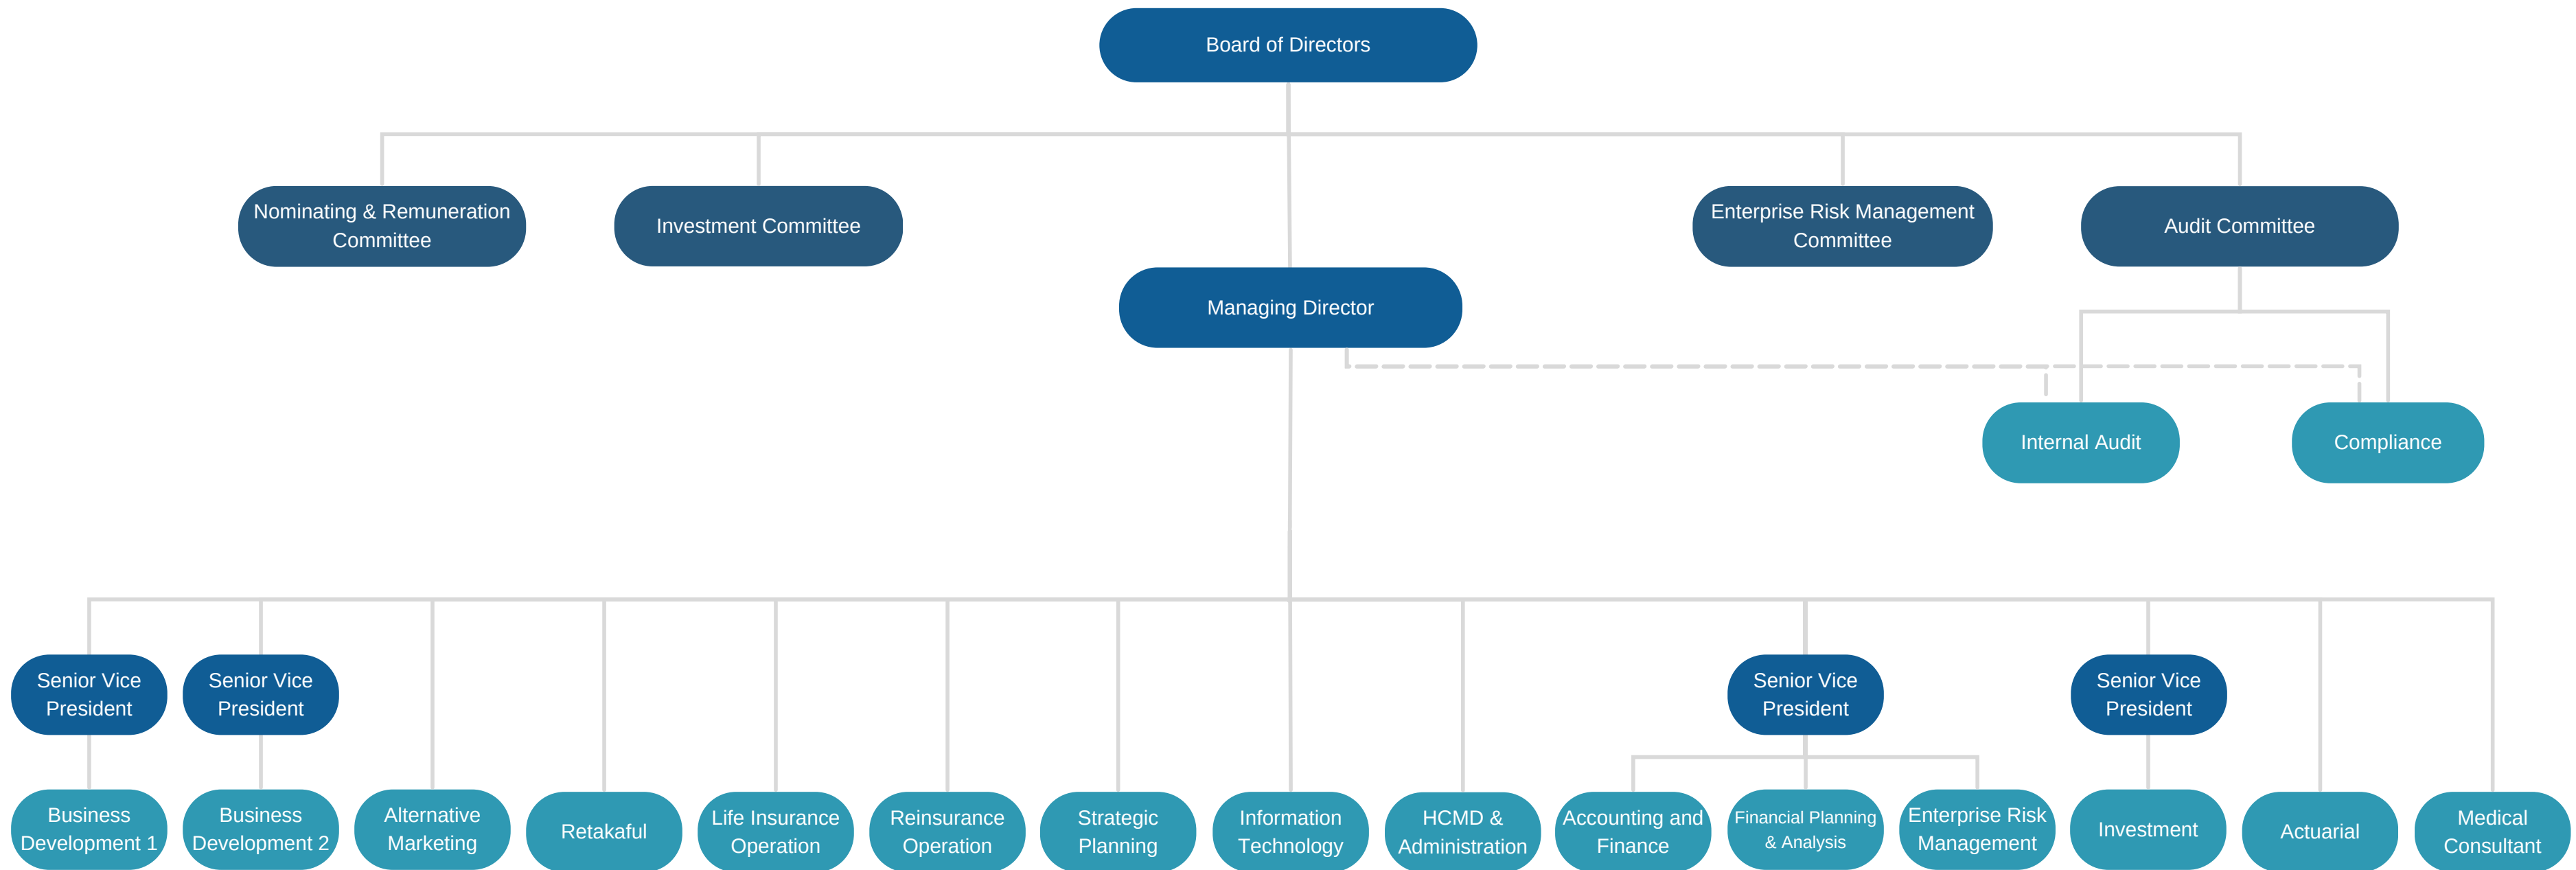 Board of Directors
Nominating & Remuneration
Committee
Investment Committee
Enterprise Risk Management
Committee
Audit Committee
Managing Director
Internal Audit
Compliance
Senior Vice
President
Senior Vice
President
Senior Vice
President
Senior Vice
President
Business
Development 1
Business
Development 2
Alternative
Marketing
Retakaful
Life Insurance
Operation
Reinsurance
Operation
Strategic
Planning
Information
Technology
HCMD &
Administration
Accounting and
Finance
Financial Planning
& Analysis
Enterprise Risk
Management
Investment
Actuarial
Medical
Consultant